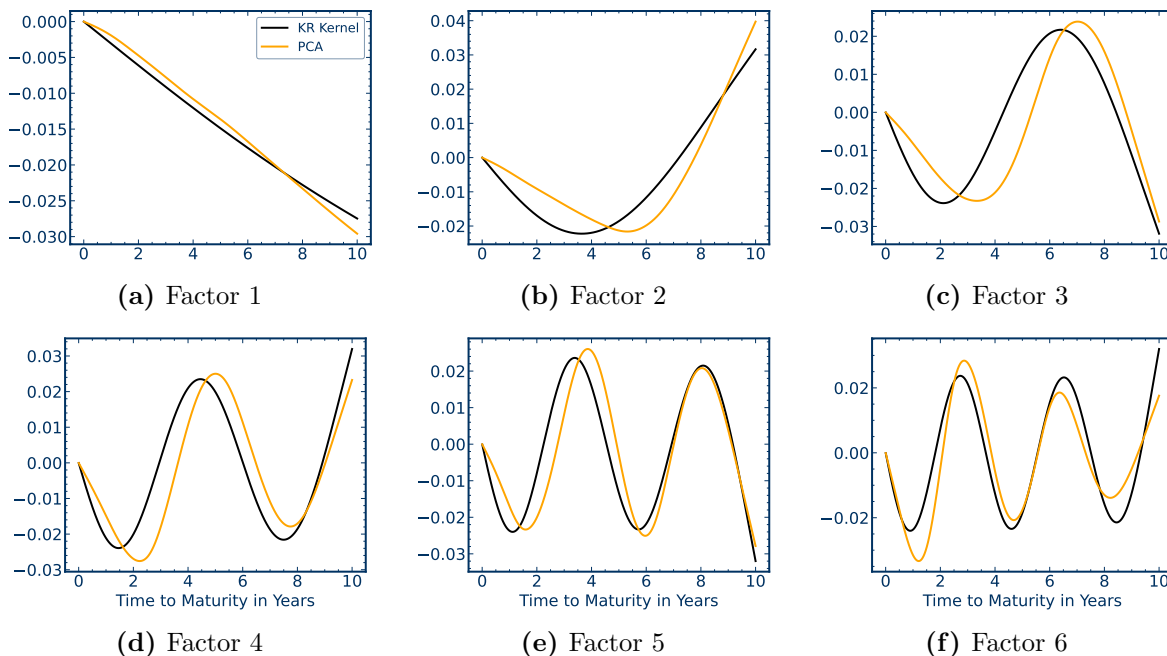 0.000
−0.005
−0.010
−0.015
−0.020
−0.025
−0.030
KR Kernel
PCA
0 2 4 6 8 10
(a) Factor 1
0.04
0.03
0.02
0.01
0.00
−0.01
−0.02
0 2 4 6 8 10
(b) Factor 2
0.02
0.01
0.00
−0.01
−0.02
−0.03
0 2 4 6 8 10
(c) Factor 3
0.03
0.02
0.01
0.00
−0.01
−0.02
−0.03
0 2 4 6 8 10
Time to Maturity in Years
(d) Factor 4
0.02
0.01
0.00
−0.01
−0.02
−0.03
0 2 4 6 8 10
Time to Maturity in Years
(e) Factor 5
0.02
0.00
−0.02
0 2 4 6 8 10
Time to Maturity in Years
(f) Factor 6